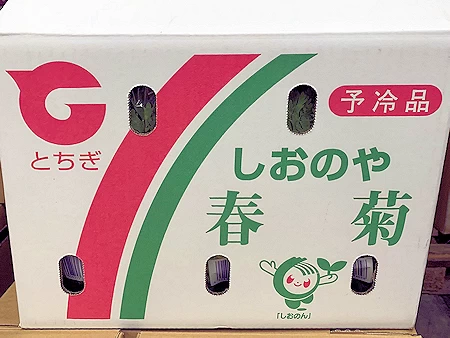 予冷品
とちぎ
しおのや
春菊
「しおのん」